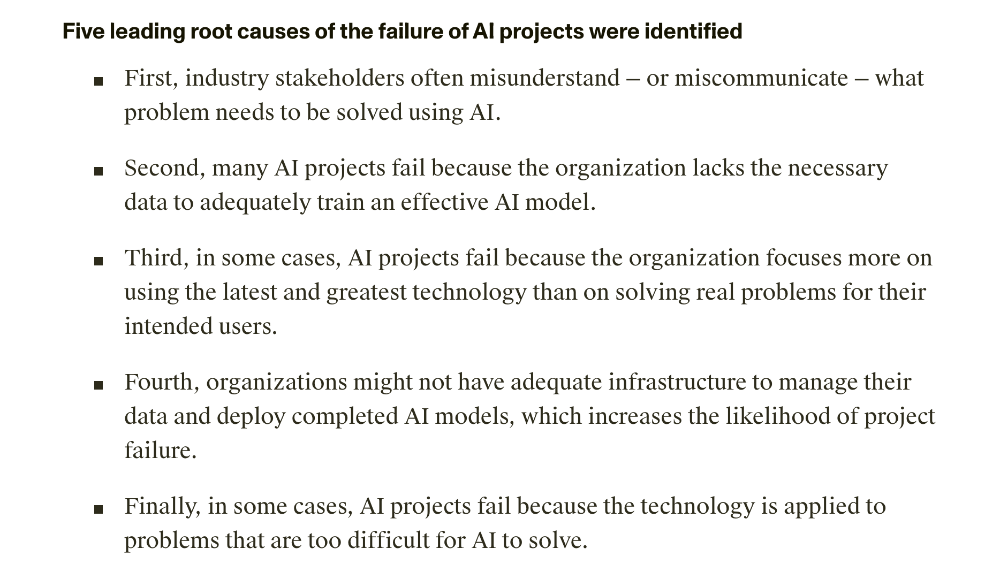 Five leading root causes of the failure of AI projects were identified
▪ First, industry stakeholders often misunderstand – or miscommunicate – what
problem needs to be solved using AI.
▪ Second, many AI projects fail because the organization lacks the necessary
data to adequately train an effective AI model.
▪ Third, in some cases, AI projects fail because the organization focuses more on
using the latest and greatest technology than on solving real problems for their
intended users.
▪ Fourth, organizations might not have adequate infrastructure to manage their
data and deploy completed AI models, which increases the likelihood of project
failure.
▪ Finally, in some cases, AI projects fail because the technology is applied to
problems that are too difficult for AI to solve.